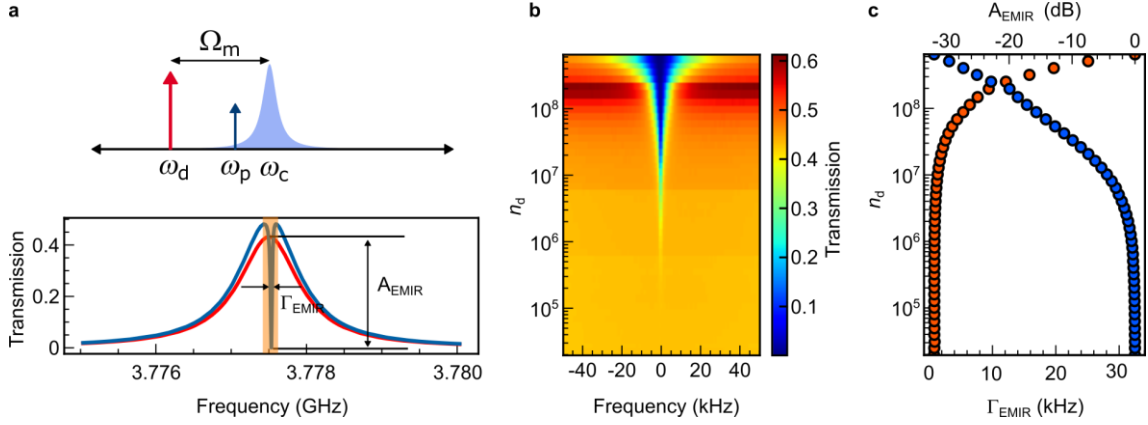 a
Ω_m
ω_d ω_p ω_c
Transmission
0.4
0.2
0
A_EMIR
Γ_EMIR
3.776 3.778 3.780
Frequency (GHz)
b
n_d
10^8
10^7
10^6
10^5
-40 -20 0 20 40
Frequency (kHz)
0.6
0.5
0.4
0.3
0.2
0.1
Transmission
c
A_EMIR (dB)
-30 -20 -10 0
n_d
10^8
10^7
10^6
10^5
0 10 20 30
Γ_EMIR (kHz)